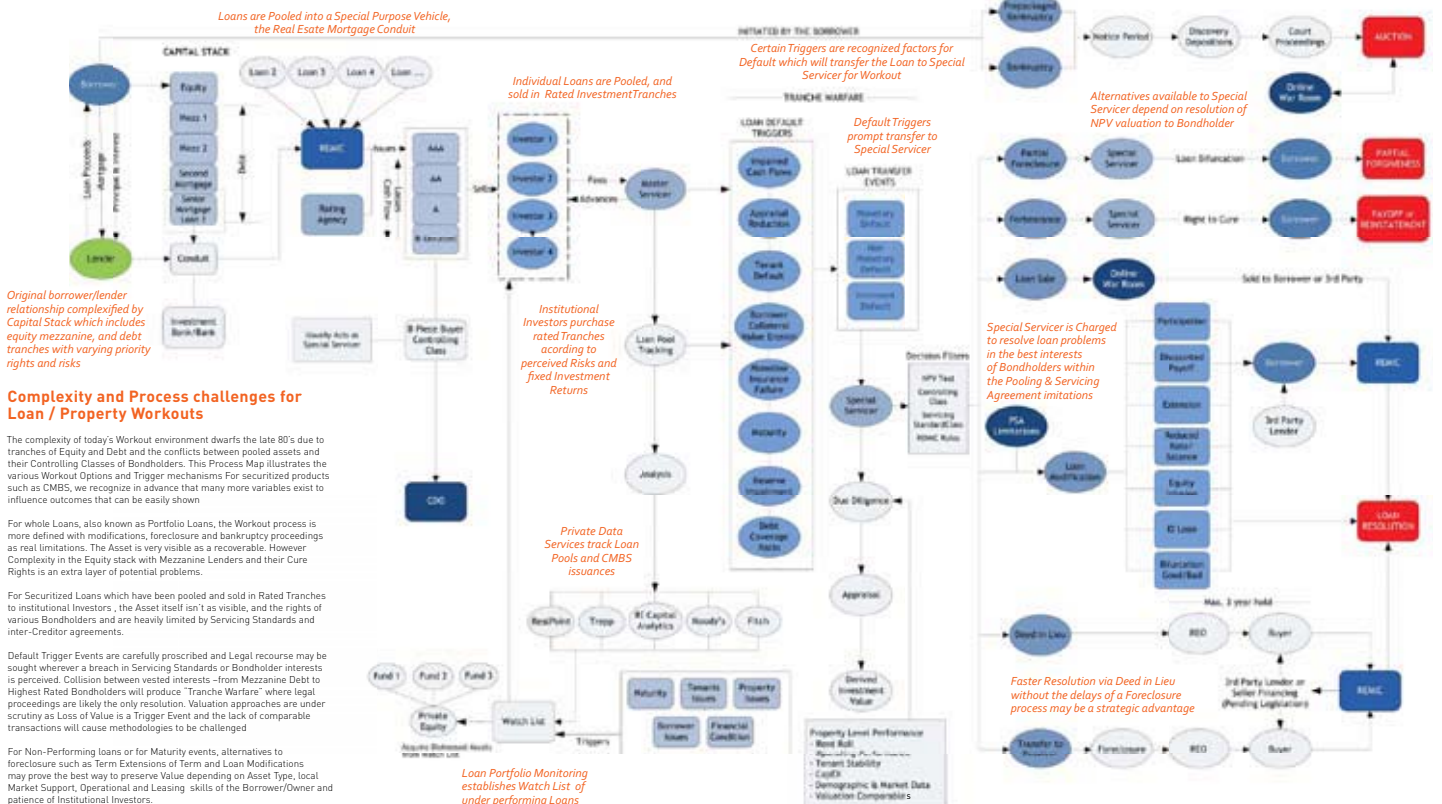 Loans are Pooled into a Special Purpose Vehicle,
the Real Esate Mortgage Conduit
INITIATED BY THE BORROWER
Prepackaged
Bankruptcy
Bankruptcy
Notice Period
Discovery
Depositions
Court
Proceedings
AUCTION
Online
War Room
CAPITAL STACK
Borrower
Equity
Mezz 1
Mezz 2
Second
Mortgage
Senior
Mortgage
Loan 1
Debt
Loan Proceeds
Mortgage
Principal & Interest
Lender
Conduit
Investment
Bank/Bank
Loan 2
Loan 3
Loan 4
Loan ...
REMIC
Issues
Rating
Agency
AAA
AA
A
Losses
Cash Flow
Usually Acts as
Special Servicer
B Piece Buyer
Controlling
Class
CDO
Individual Loans are Pooled, and
sold in Rated InvestmentTranches
Sells
Investor 1
Investor 2
Investor 3
Investor 4
Fees
Advances
Master
Servicer
Certain Triggers are recognized factors for
Default which will transfer the Loan to Special
Servicer for Workout
TRANCHE WARFARE
LOAN DEFAULT
TRIGGERS
Impaired
Cash Flows
Appraisal
Reduction
Tenant
Default
Borrower
Collateral
Value Erosion
Monoline
Insurance
Failure
Maturity
Reserve
Impairment
Debt
Coverage
Ratio
Default Triggers
prompt transfer to
Special Servicer
LOAN TRANSFER
EVENTS
Monetary
Default
Non
Monetary
Default
Imminent
Default
Alternatives available to Special
Servicer depend on resolution of
NPV valuation to Bondholder
Partial
Foreclosure
Special
Servicer
Loan Bifurcation
Borrower
PARTIAL
FORGIVENESS
Forbearance
Special
Servicer
Right to Cure
Borrower
PAYOFF or
REINSTATEMENT
Loan Sale
Online
War Room
Sold to Borrower or 3rd Party
Original borrower/lender
relationship complexified by
Capital Stack which includes
equity mezzanine, and debt
tranches with varying priority
rights and risks
Institutional
Investors purchase
rated Tranches
acording to
perceived Risks and
fixed Investment
Returns
Loan Pool
Tracking
Analysis
Special
Servicer
Decision Filters
NPV Test
Controlling
Class
Servicing
StandardClass
REMIC Rules
Special Servicer is Charged
to resolve loan problems
in the best interests
of Bondholders within
the Pooling & Servicing
Agreement imitations
PSA
Limitations
Loan
Modification
Participation
Discounted
Payoff
Extension
Reduced
Rate/
Balance
Equity
IO Loan
Bifurcation
Good/Bad
Borrower
3rd Party
Lender
REMIC
LOAN
RESOLUTION
Complexity and Process challenges for
Loan / Property Workouts
The complexity of today's Workout environment dwarfs the late 80's due to
tranches of Equity and Debt and the conflicts between pooled assets and
their Controlling Classes of Bondholders. This Process Map illustrates the
various Workout Options and Trigger mechanisms For securitized products
such as CMBS, we recognize in advance that many more variables exist to
influence outcomes that can be easily shown
For whole Loans, also known as Portfolio Loans, the Workout process is
more defined with modifications, foreclosure and bankruptcy proceedings
as real limitations. The Asset is very visible as a recoverable. However
Complexity in the Equity stack with Mezzanine Lenders and their Cure
Rights is an extra layer of potential problems.
For Securitized Loans which have been pooled and sold in Rated Tranches
to institutional Investors , the Asset itself isn't as visible, and the rights of
various Bondholders and are heavily limited by Servicing Standards and
inter-Creditor agreements.
Default Trigger Events are carefully proscribed and Legal recourse may be
sought wherever a breach in Servicing Standards or Bondholder interests
is perceived. Collision between vested interests –from Mezzanine Debt to
Highest Rated Bondholders will produce "Tranche Warfare" where legal
proceedings are likely the only resolution. Valuation approaches are under
scrutiny as Loss of Value is a Trigger Event and the lack of comparable
transactions will cause methodologies to be challenged
For Non-Performing loans or for Maturity events, alternatives to
foreclosure such as Term Extensions of Term and Loan Modifications
may prove the best way to preserve Value depending on Asset Type, local
Market Support, Operational and Leasing skills of the Borrower/Owner and
patience of Institutional Investors.
Private Data
Services track Loan
Pools and CMBS
issuances
RealPoint
Trepp
Capital
Analytics
Moody's
Fitch
Due Diligence
Appraisal
Derived
Investment
Value
Fund 1
Fund 2
Fund 3
Private
Equity
Acquire Distressed Assets
from Watch List
Watch List
Triggers
Maturity
Tenants
Issues
Property
Issues
Borrower
Issues
Financial
Condition
Loan Portfolio Monitoring
establishes Watch List of
under performing Loans
Property Level Performance
- Rent Roll
- Tenant Stability
- CapEX
- Demographic & Market Data
- Valuation Comparables
Max. 3 year hold
Deed in Lieu
REO
Buyer
Faster Resolution via Deed in Lieu
without the delays of a Foreclosure
process may be a strategic advantage
3rd Party Lender or
Seller Financing
(Pending Legislation)
REMIC
Transfer to
Foreclosure
REO
Buyer